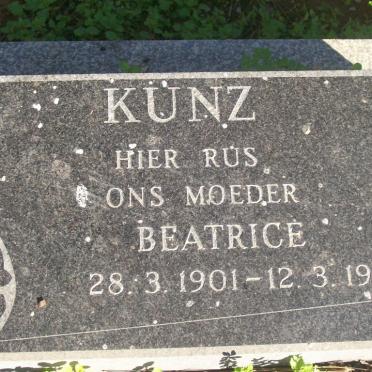 KUNZ
HIER RUS
ONS MOEDER
BEATRICE
28.3.1901-12.3.19